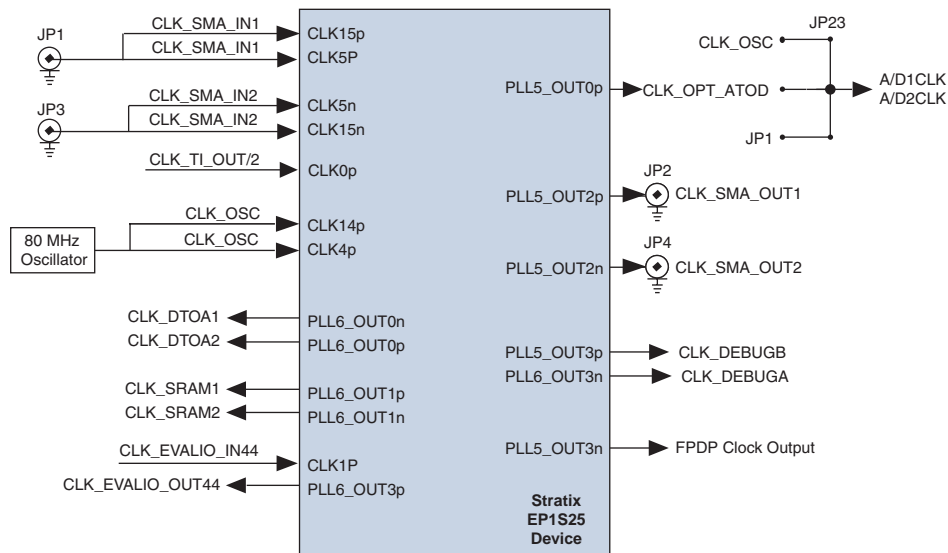 JP1
CLK_SMA_IN1
CLK_SMA_IN1
CLK15p
CLK5P
JP3
CLK_SMA_IN2
CLK_SMA_IN2
CLK5n
CLK15n
CLK_TI_OUT/2
CLK0p
80 MHz
Oscillator
CLK_OSC
CLK_OSC
CLK14p
CLK4p
CLK_DTOA1
PLL6_OUT0n
CLK_DTOA2
PLL6_OUT0p
CLK_SRAM1
PLL6_OUT1p
CLK_SRAM2
PLL6_OUT1n
CLK_EVALIO_IN44
CLK1P
CLK_EVALIO_OUT44
PLL6_OUT3p
JP23
CLK_OSC
PLL5_OUT0p
CLK_OPT_ATOD
JP1
A/D1CLK
A/D2CLK
JP2
PLL5_OUT2p
CLK_SMA_OUT1
JP4
PLL5_OUT2n
CLK_SMA_OUT2
PLL5_OUT3p
CLK_DEBUGB
PLL6_OUT3n
CLK_DEBUGA
PLL5_OUT3n
FPDP Clock Output
Stratix
EP1S25
Device